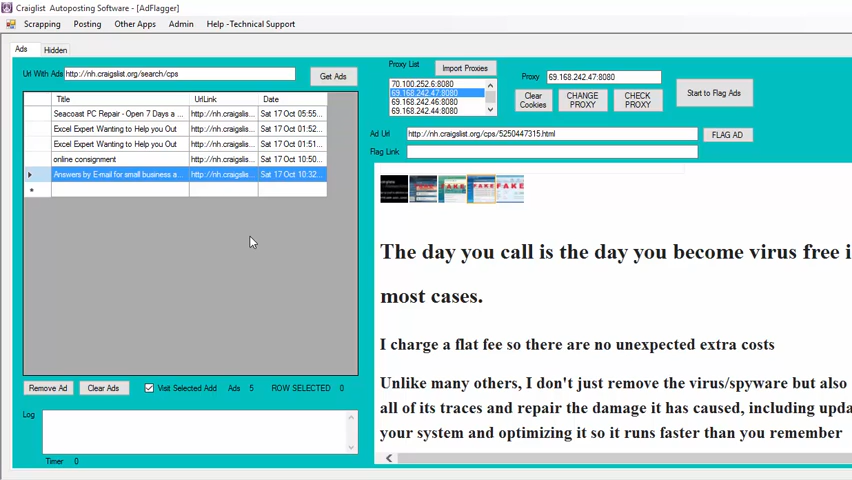 Craiglist Autoposting Software - [AdFlagger]
Scrapping Posting Other Apps Admin Help -Technical Support
Ads Hidden
Url With Ads http://nh.craigslist.org/search/cps Get Ads
Title UrlLink Date
Seacoast PC Repair - Open 7 Days a ... http://nh.craigslis... Sat 17 Oct 05:55...
Excel Expert Wanting to Help you Out http://nh.craigslis... Sat 17 Oct 01:52...
Excel Expert Wanting to Help you Out http://nh.craigslis... Sat 17 Oct 01:51...
online consignment http://nh.craigslis... Sat 17 Oct 10:50...
Answers by E-mail for small business a... http://nh.craigslis... Sat 17 Oct 10:32...
Remove Ad Clear Ads Visit Selected Add Ads 5 ROW SELECTED 0
Log
Timer 0
Proxy List Import Proxies
70.100.252.6:8080
69.168.242.47:8080
69.168.242.46:8080
69.168.242.44:8080
Proxy 69.168.242.47:8080
Clear Cookies
CHANGE PROXY
CHECK PROXY
Start to Flag Ads
Ad Url http://nh.craigslist.org/cps/5250447315.html FLAG AD
Flag Link
FAKE FAKE FAKE
The day you call is the day you become virus free i
most cases.
I charge a flat fee so there are no unexpected extra costs
Unlike many others, I don't just remove the virus/spyware but also
all of its traces and repair the damage it has caused, including upda
your system and optimizing it so it runs faster than you remember